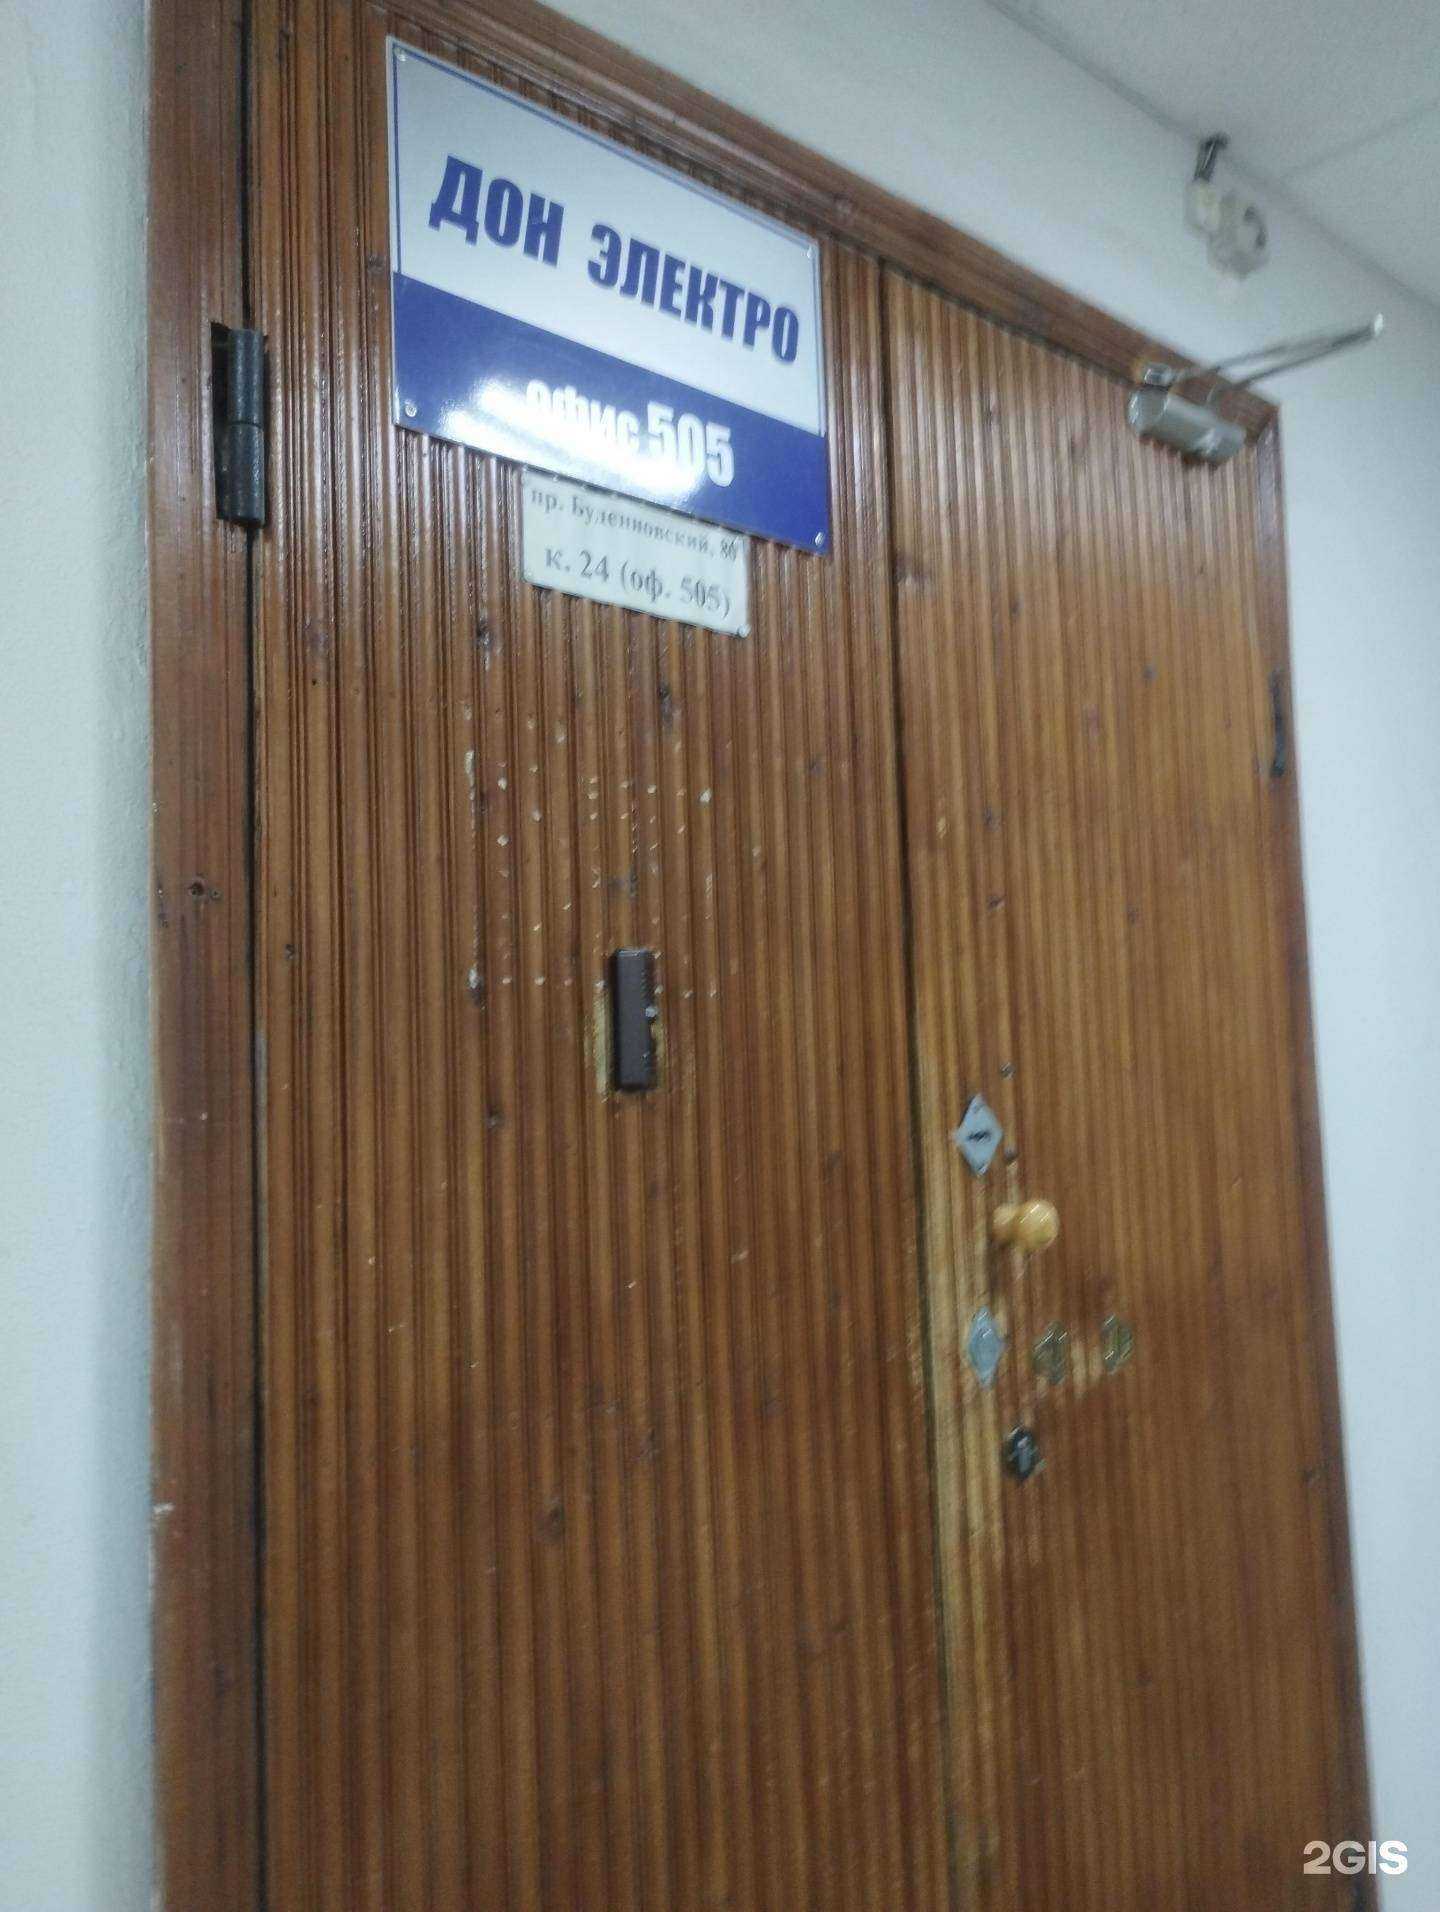 ДОН ЭЛЕКТРО
офис 505
пр. Буденновский, 80
к. 24 (оф. 505)
2GIS